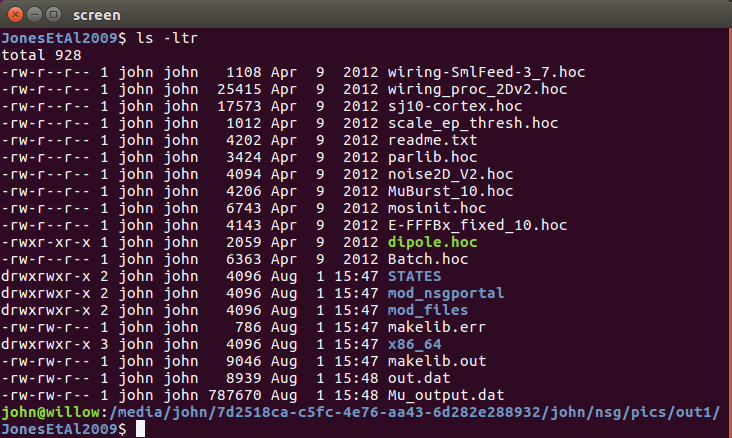 screen
JonesEtAl2009$ ls -ltr
total 928
-rw-r--r-- 1 john john   1108 Apr  9  2012 wiring-SmlFeed-3_7.hoc
-rw-r--r-- 1 john john  25415 Apr  9  2012 wiring_proc_2Dv2.hoc
-rw-r--r-- 1 john john  17573 Apr  9  2012 sj10-cortex.hoc
-rw-r--r-- 1 john john   1012 Apr  9  2012 scale_ep_thresh.hoc
-rw-r--r-- 1 john john   4202 Apr  9  2012 readme.txt
-rw-r--r-- 1 john john   3424 Apr  9  2012 parlib.hoc
-rw-r--r-- 1 john john   4094 Apr  9  2012 noise2D_V2.hoc
-rw-r--r-- 1 john john   4206 Apr  9  2012 MuBurst_10.hoc
-rw-r--r-- 1 john john   6743 Apr  9  2012 mosinit.hoc
-rw-r--r-- 1 john john   4143 Apr  9  2012 E-FFFBx_fixed_10.hoc
-rwxr-xr-x 1 john john   2059 Apr  9  2012 dipole.hoc
-rw-r--r-- 1 john john   6363 Apr  9  2012 Batch.hoc
drwxrwxr-x 2 john john   4096 Aug  1 15:47 STATES
drwxrwxr-x 2 john john   4096 Aug  1 15:47 mod_nsgportal
drwxrwxr-x 2 john john   4096 Aug  1 15:47 mod_files
-rw-rw-r-- 1 john john    786 Aug  1 15:47 makelib.err
drwxrwxr-x 3 john john   4096 Aug  1 15:47 x86_64
-rw-rw-r-- 1 john john   9046 Aug  1 15:47 makelib.out
-rw-rw-r-- 1 john john   8939 Aug  1 15:48 out.dat
-rw-rw-r-- 1 john john 787670 Aug  1 15:48 Mu_output.dat
john@willow:/media/john/7d2518ca-c5fc-4e76-aa43-6d282e288932/john/nsg/pics/out1/
JonesEtAl2009$